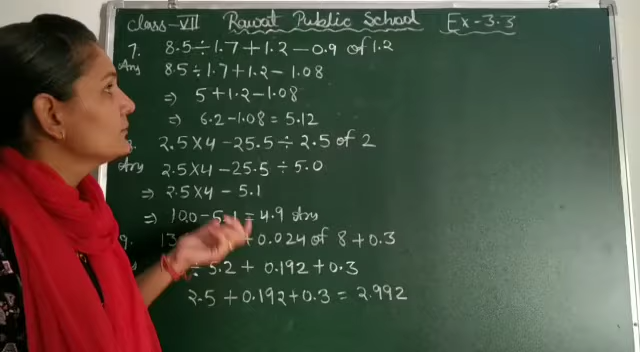 Class-VII Rawat Public School Ex-3.3
7. 8.5÷1.7+1.2-0.9 of 1.2
Ans 8.5÷1.7+1.2-1.08
⇒ 5+1.2-1.08
⇒ 6.2-1.08=5.12
8. 2.5×4-25.5÷2.5 of 2
Ans 2.5×4-25.5÷5.0
⇒ 2.5×4-5.1
⇒ 10.0-5.1=4.9 Ans
9. 13 +0.024 of 8+0.3
÷5.2+0.192+0.3
2.5+0.192+0.3=2.992